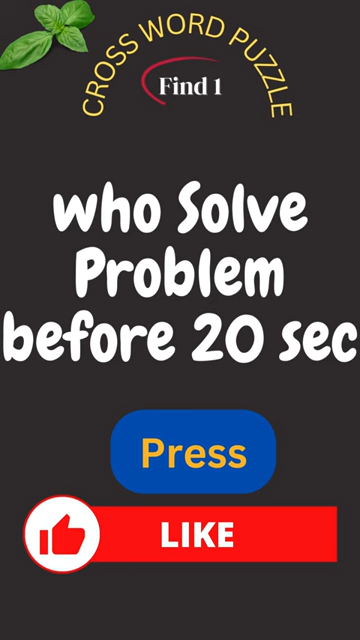 CROSS WORD PUZZLE
Find 1
who Solve
Problem
before 20 sec
Press
LIKE